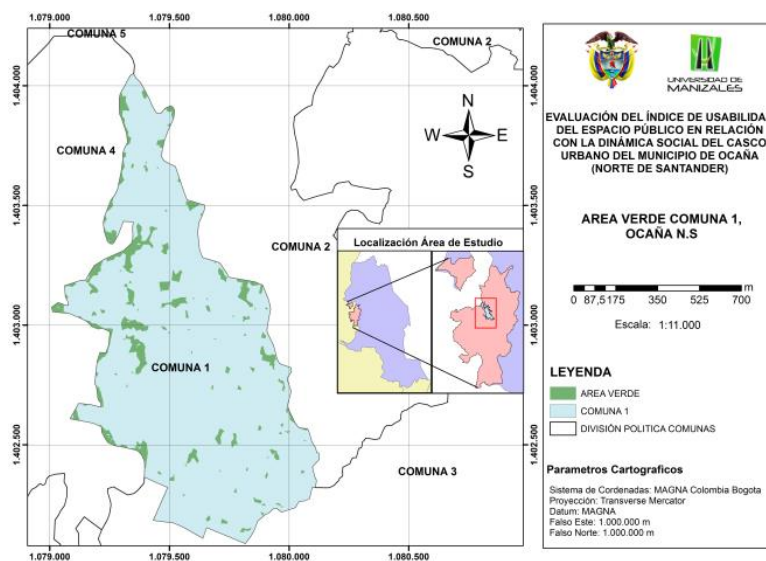 1.079.000
1.079.500
1.080.000
1.080.500
COMUNA 5
COMUNA 2
1.404.000
1.404.000
COMUNA 4
N
W
E
S
1.403.500
1.403.500
COMUNA 2
Localización Área de Estudio
1.403.000
1.403.000
COMUNA 1
1.402.500
1.402.500
COMUNA 3
1.079.000
1.079.500
1.080.000
1.080.500
UNIVERSIDAD DE
MANIZALES
EVALUACIÓN DEL ÍNDICE DE USABILIDA
DEL ESPACIO PÚBLICO EN RELACIÓN
CON LA DINÁMICA SOCIAL DEL CASCO
URBANO DEL MUNICIPIO DE OCAÑA
(NORTE DE SANTANDER)
AREA VERDE COMUNA 1,
OCAÑA N.S
m
0 87,5 175 350 525 700
Escala: 1:11.000
LEYENDA
AREA VERDE
COMUNA 1
DIVISIÓN POLITICA COMUNAS
Parametros Cartograficos
Sistema de Cordenadas: MAGNA Colombia Bogota
Proyección: Transverse Mercator
Datum: MAGNA
Falso Este: 1.000.000 m
Falso Norte: 1.000.000 m